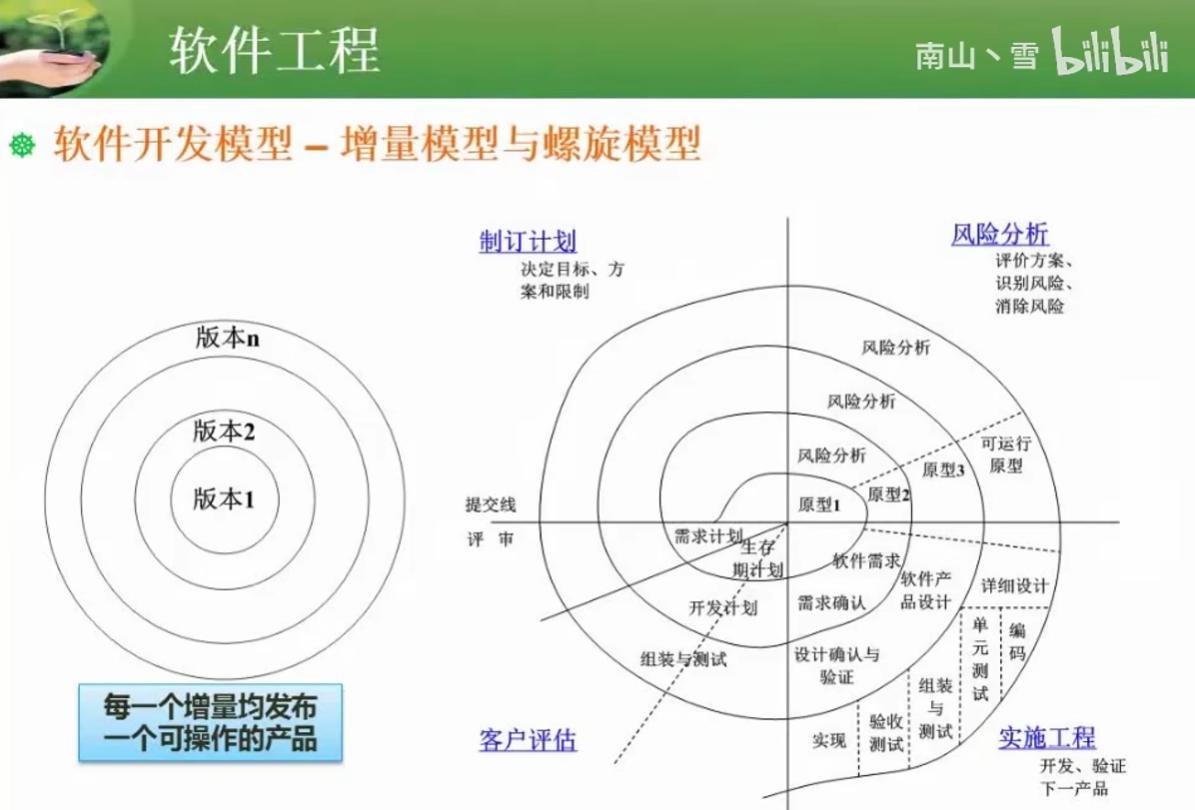 软件工程
南山丶雪 bilibili
软件开发模型 – 增量模型与螺旋模型
制订计划
决定目标、方
案和限制
风险分析
评价方案、
识别风险、
消除风险
版本n
版本2
版本1
每一个增量均发布
一个可操作的产品
风险分析
风险分析
风险分析
可运行
原型
原型3
原型2
原型1
提交线
评 审
需求计划
生存
期计划
开发计划
组装与测试
软件需求
需求确认
软件产
品设计
设计确认与
验证
详细设计
单
元
测
试
编
码
组装
与
测试
验收
测试
实现
客户评估
实施工程
开发、验证
下一产品